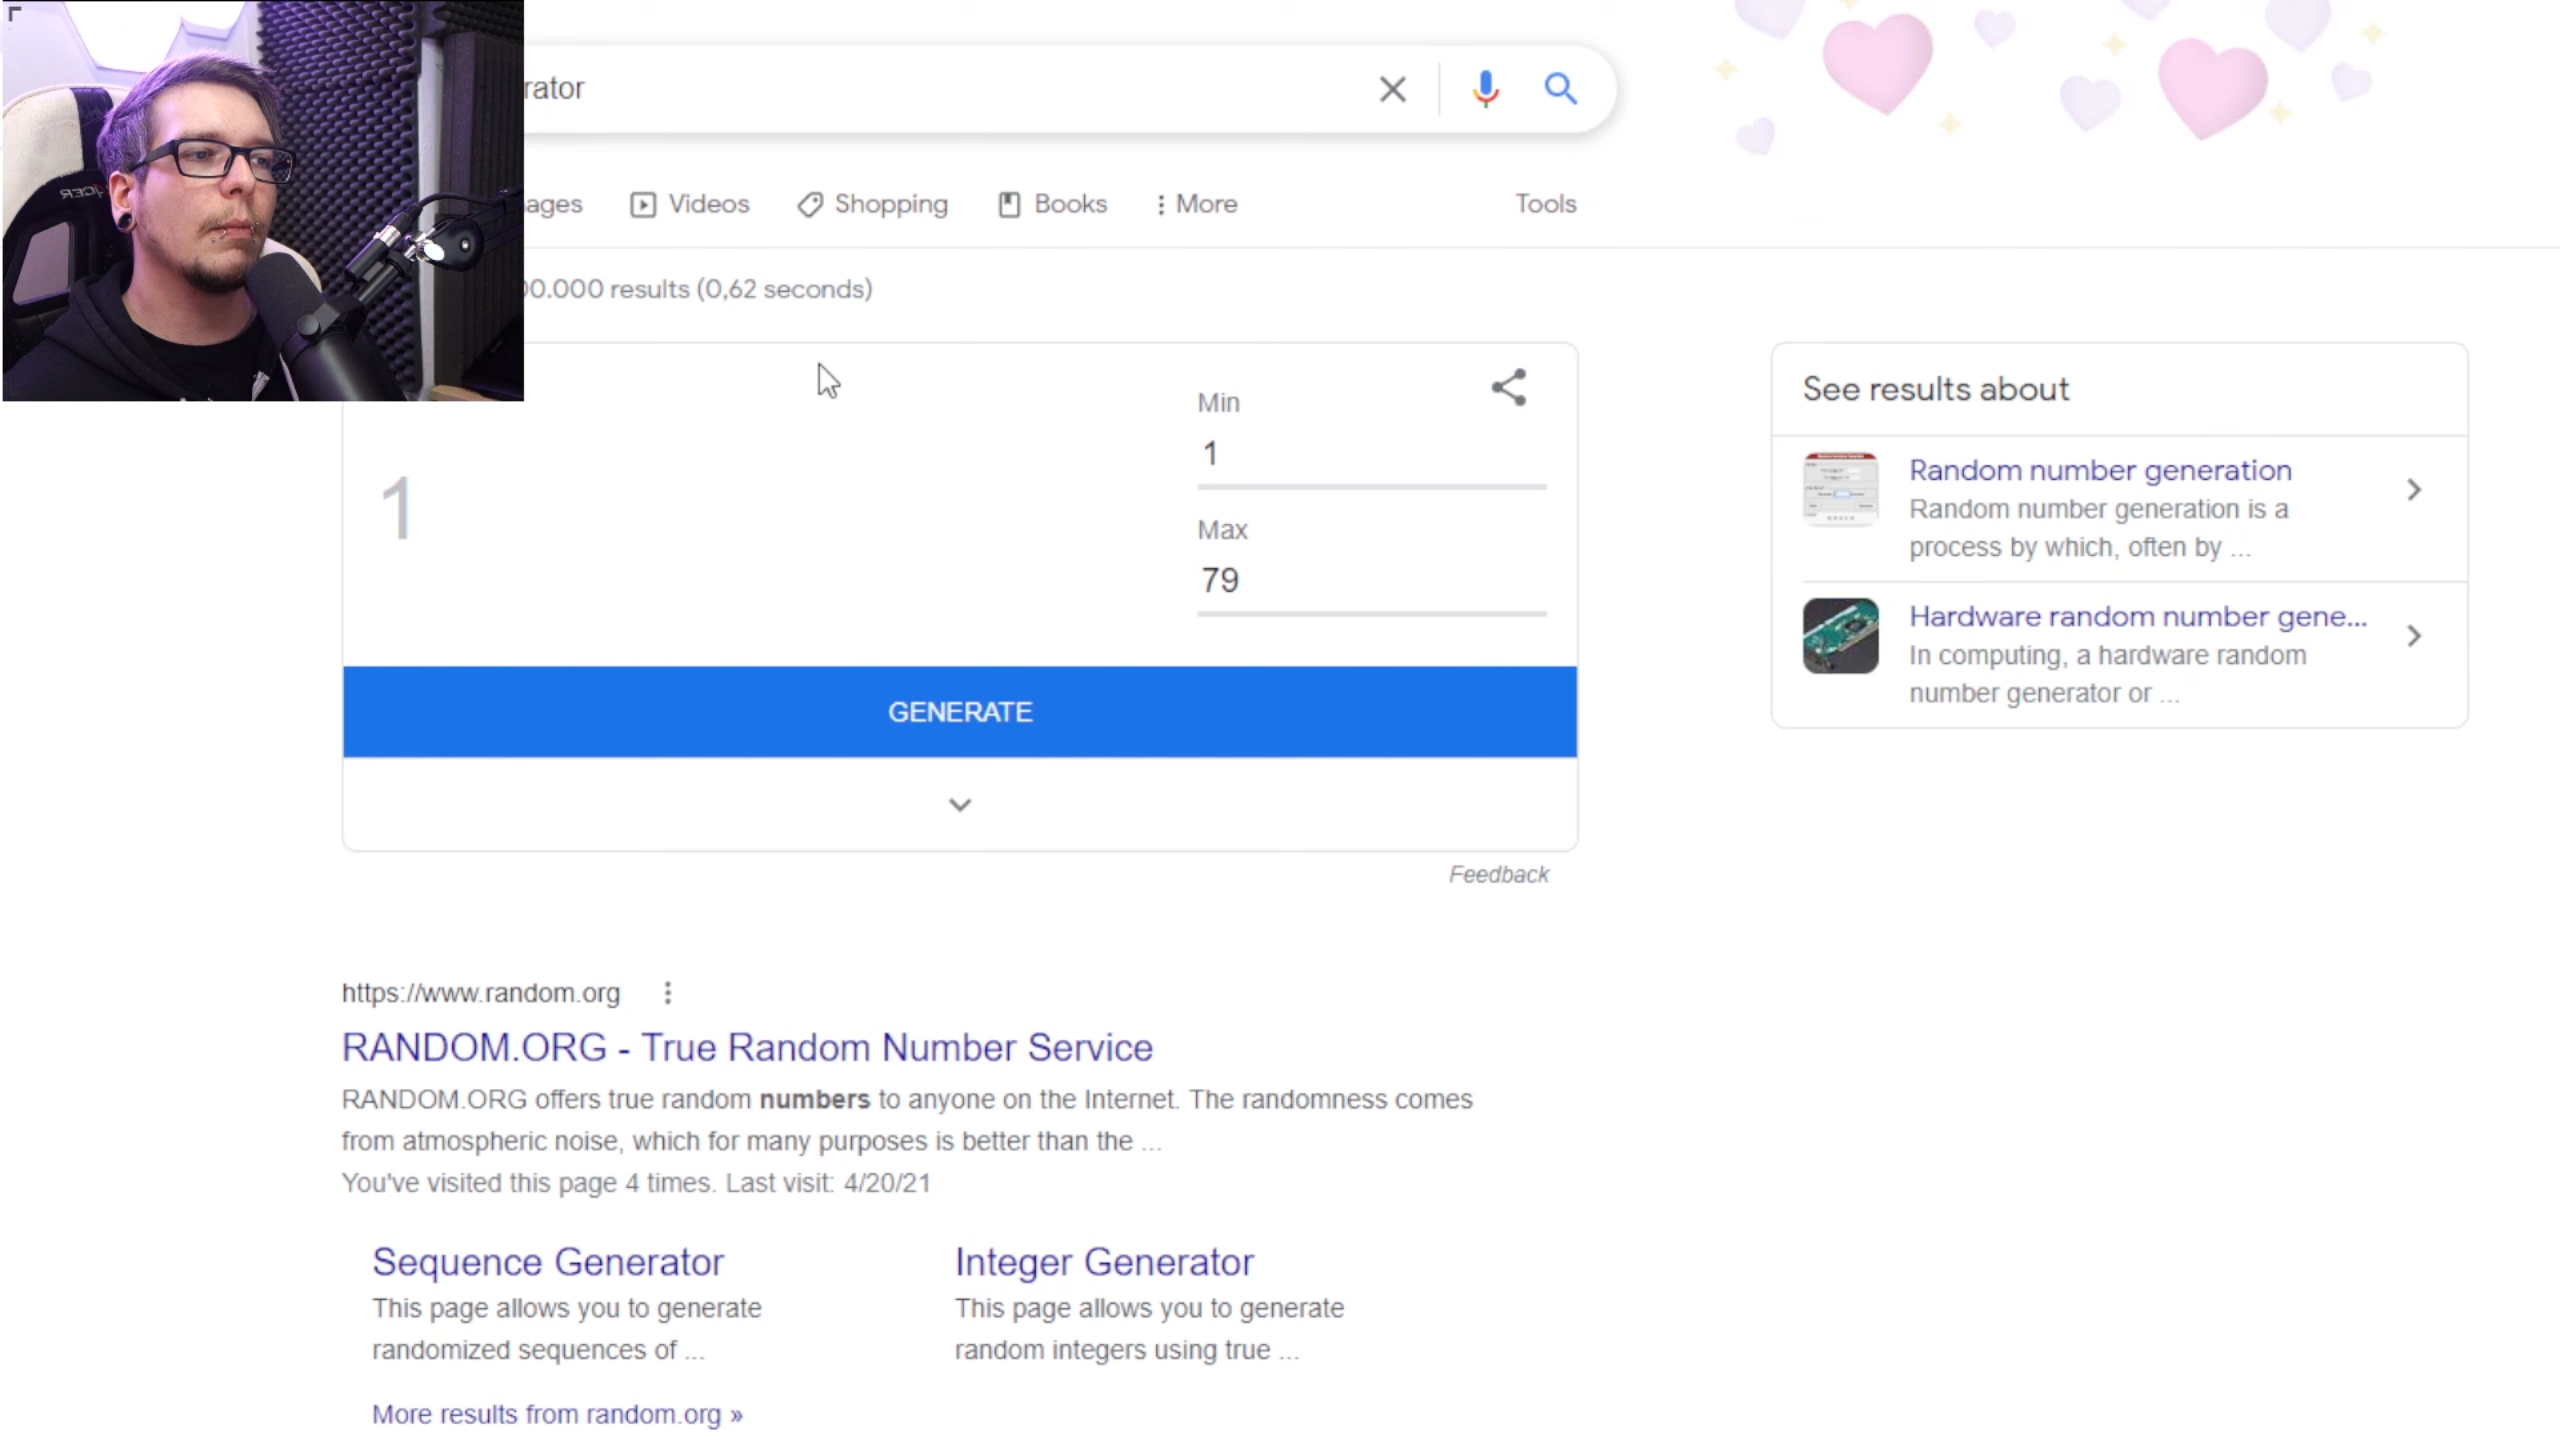 rator
ages
Videos
Shopping
Books
More
Tools
00.000 results (0,62 seconds)
1
Min
1
Max
79
GENERATE
Feedback
See results about
Random number generation
Random number generation is a
process by which, often by ...
Hardware random number gene...
In computing, a hardware random
number generator or ...
https://www.random.org
RANDOM.ORG - True Random Number Service
RANDOM.ORG offers true random numbers to anyone on the Internet. The randomness comes
from atmospheric noise, which for many purposes is better than the ...
You've visited this page 4 times. Last visit: 4/20/21
Sequence Generator
This page allows you to generate
randomized sequences of ...
Integer Generator
This page allows you to generate
random integers using true ...
More results from random.org »